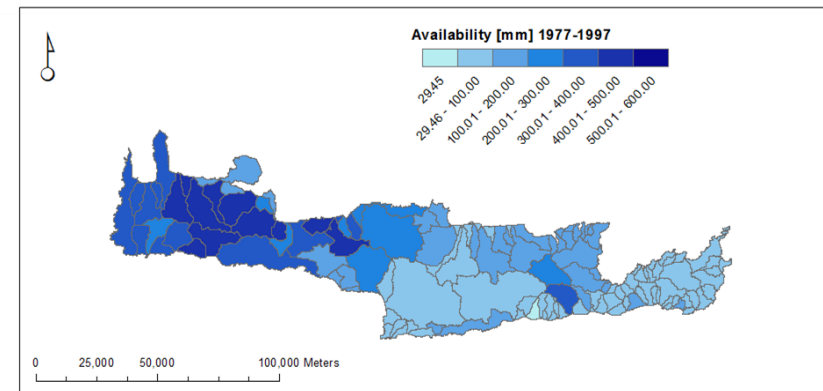 Availability [mm] 1977-1997
29.45
29.46 - 100.00
100.01 - 200.00
200.01 - 300.00
300.01 - 400.00
400.01 - 500.00
500.01 - 600.00
0 25,000 50,000 100,000 Meters